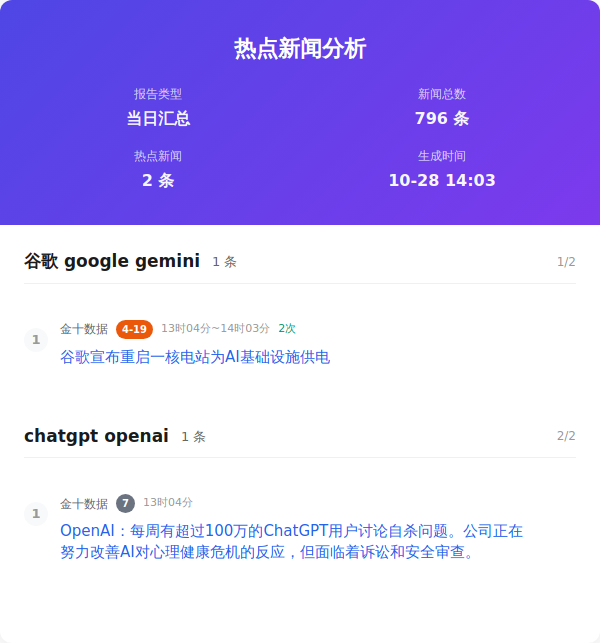 热点新闻分析
报告类型
新闻总数
当日汇总
796 条
热点新闻
生成时间
2 条
10-28 14:03
谷歌 google gemini 1 条 1/2
1
金十数据 4-19 13时04分~14时03分 2次
谷歌宣布重启一核电站为AI基础设施供电
chatgpt openai 1 条 2/2
1
金十数据 7 13时04分
OpenAI：每周有超过100万的ChatGPT用户讨论自杀问题。公司正在
努力改善AI对心理健康危机的反应，但面临着诉讼和安全审查。